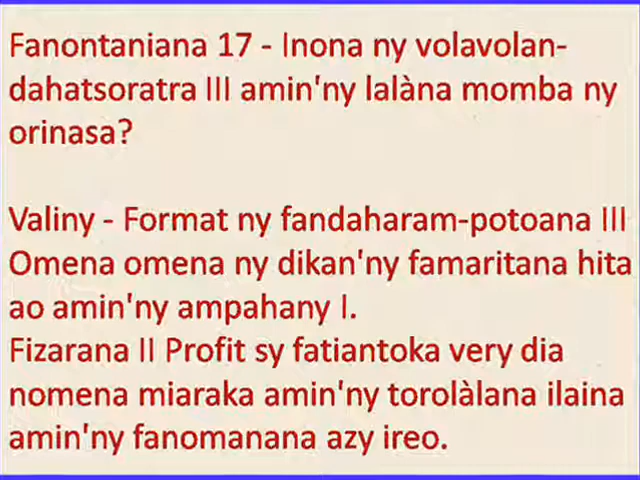 Fanontaniana 17 - Inona ny volavolan-
dahatsoratra III amin'ny lalàna momba ny
orinasa?
Valiny - Format ny fandaharam-potoana III
Omena omena ny dikan'ny famaritana hita
ao amin'ny ampahany I.
Fizarana II Profit sy fatiantoka very dia
nomena miaraka amin'ny torolàlana ilaina
amin'ny fanomanana azy ireo.